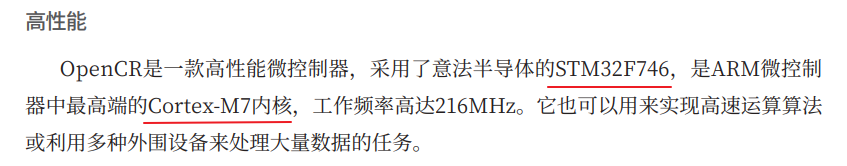 高性能
OpenCR是一款高性能微控制器，采用了意法半导体的STM32F746，是ARM微控制
器中最高端的Cortex-M7内核，工作频率高达216MHz。它也可以用来实现高速运算算法
或利用多种外围设备来处理大量数据的任务。